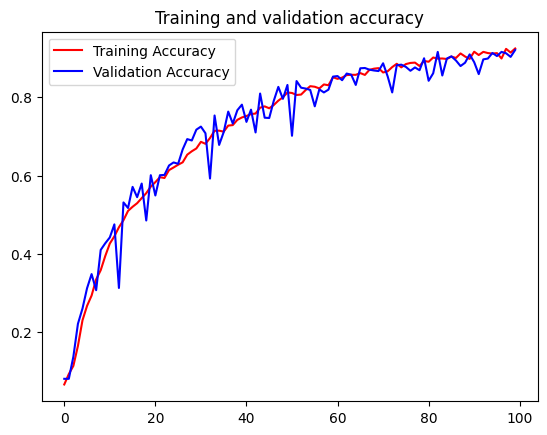 Training and validation accuracy
Training Accuracy
Validation Accuracy
0.8
0.6
0.4
0.2
0 20 40 60 80 100